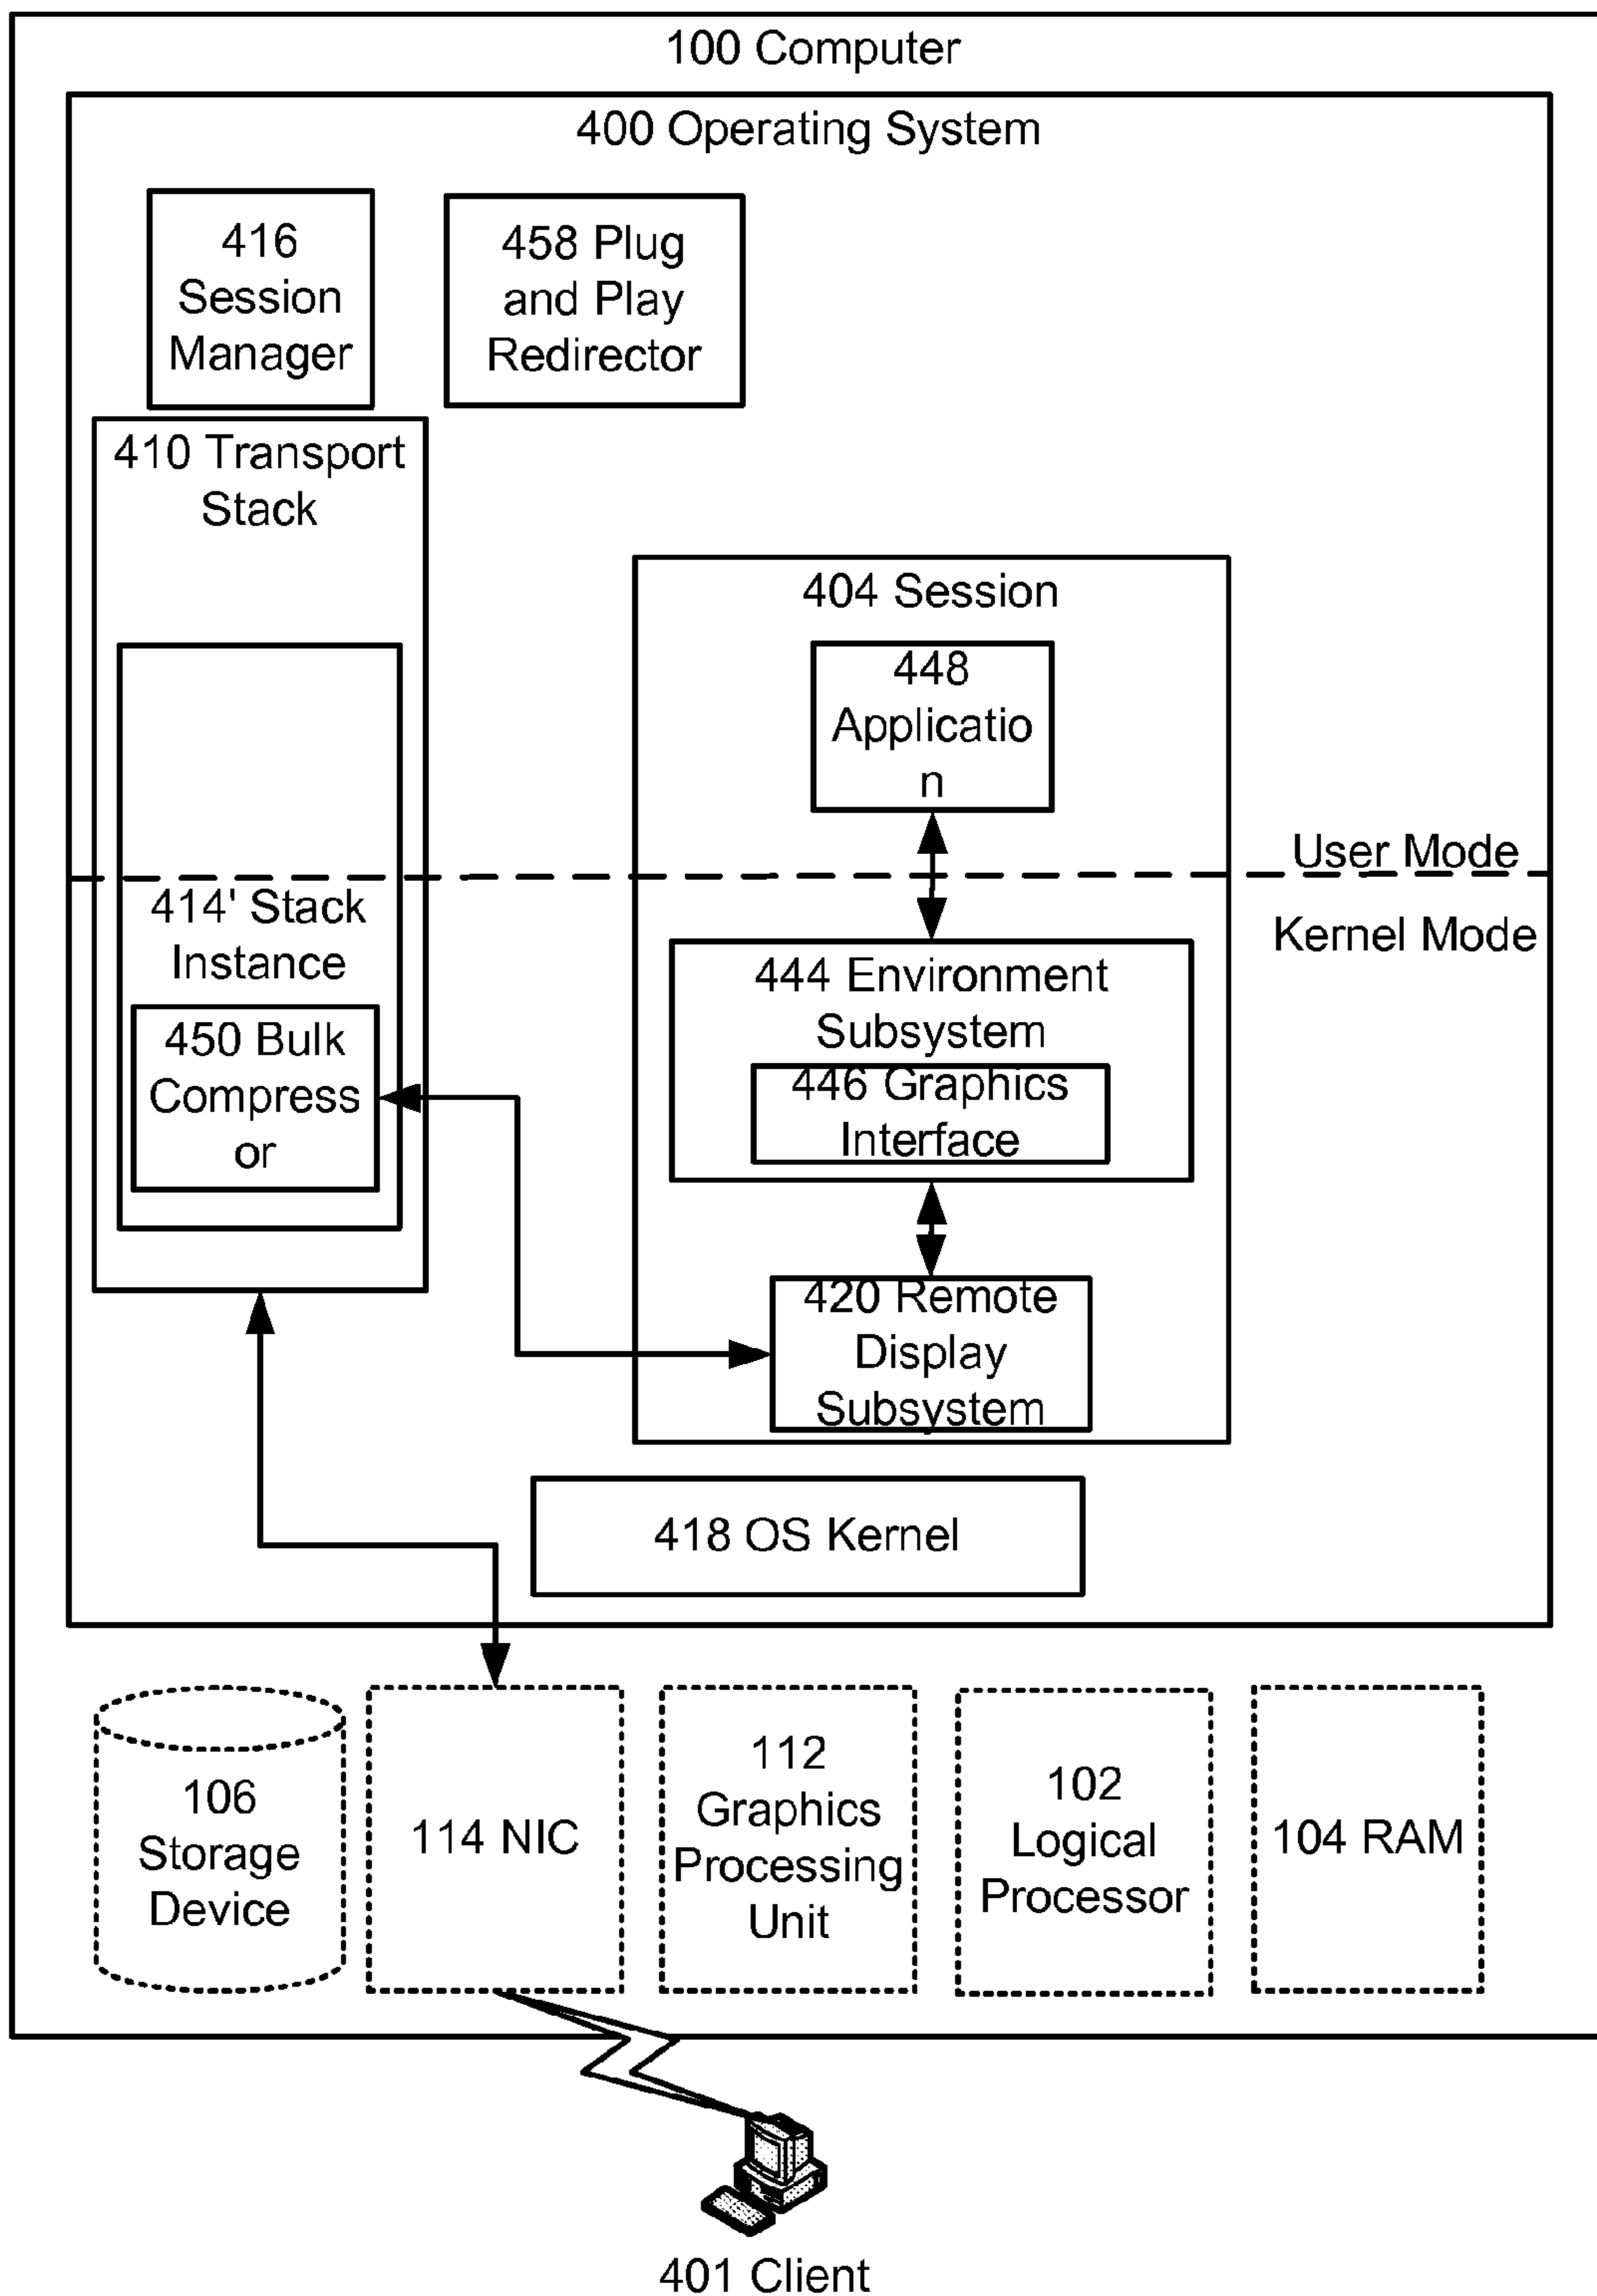 100 Computer
400 Operating System
416
Session
Manager
458 Plug
and Play
Redirector
410 Transport
Stack
404 Session
448
Applicatio
n
User Mode
Kernel Mode
414' Stack
Instance
450 Bulk
Compress
or
444 Environment
Subsystem
446 Graphics
Interface
420 Remote
Display
Subsystem
418 OS Kernel
106
Storage
Device
114 NIC
112
Graphics
Processing
Unit
102
Logical
Processor
104 RAM
401 Client